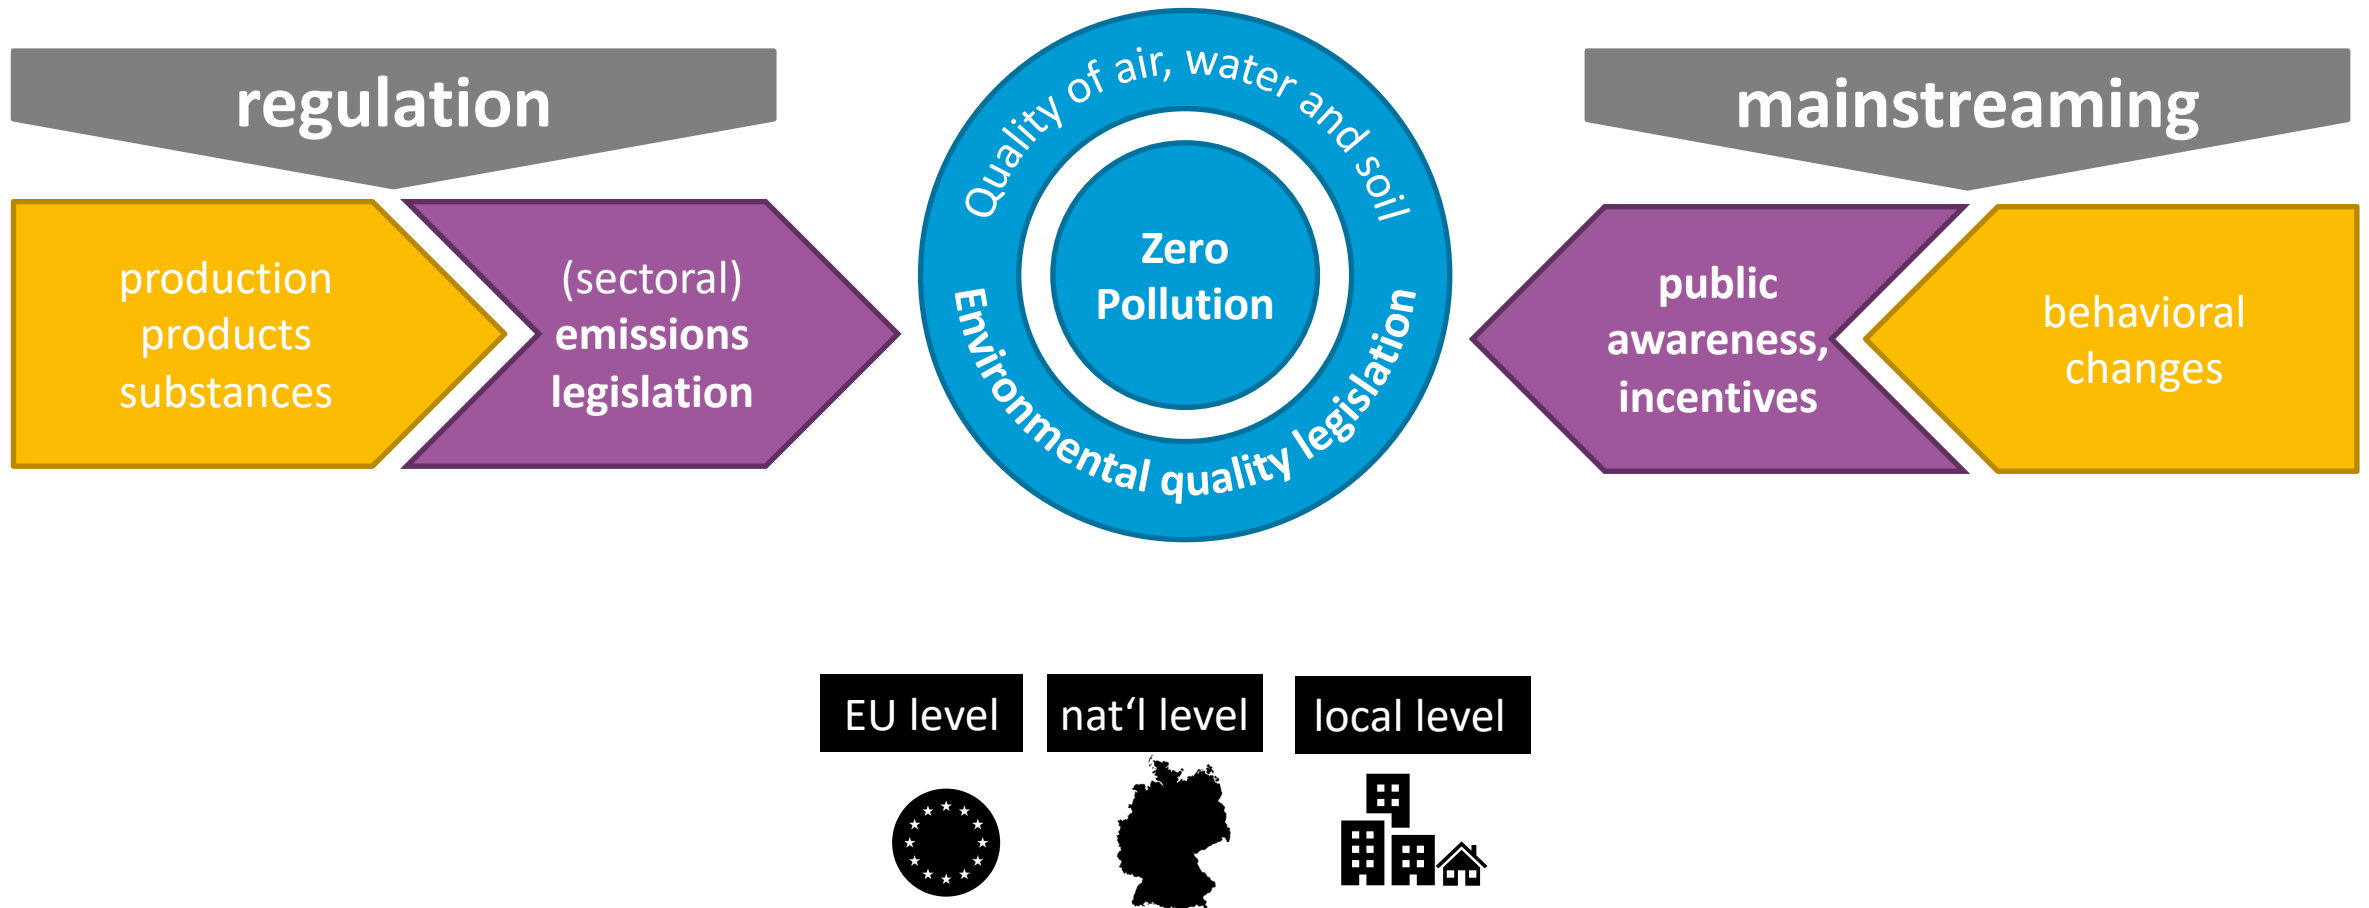 regulation
production
products
substances
(sectoral)
emissions
legislation
Quality of air, water and soil
Zero
Pollution
Environmental quality legislation
mainstreaming
public
awareness,
incentives
behavioral
changes
EU level
nat‘l level
local level